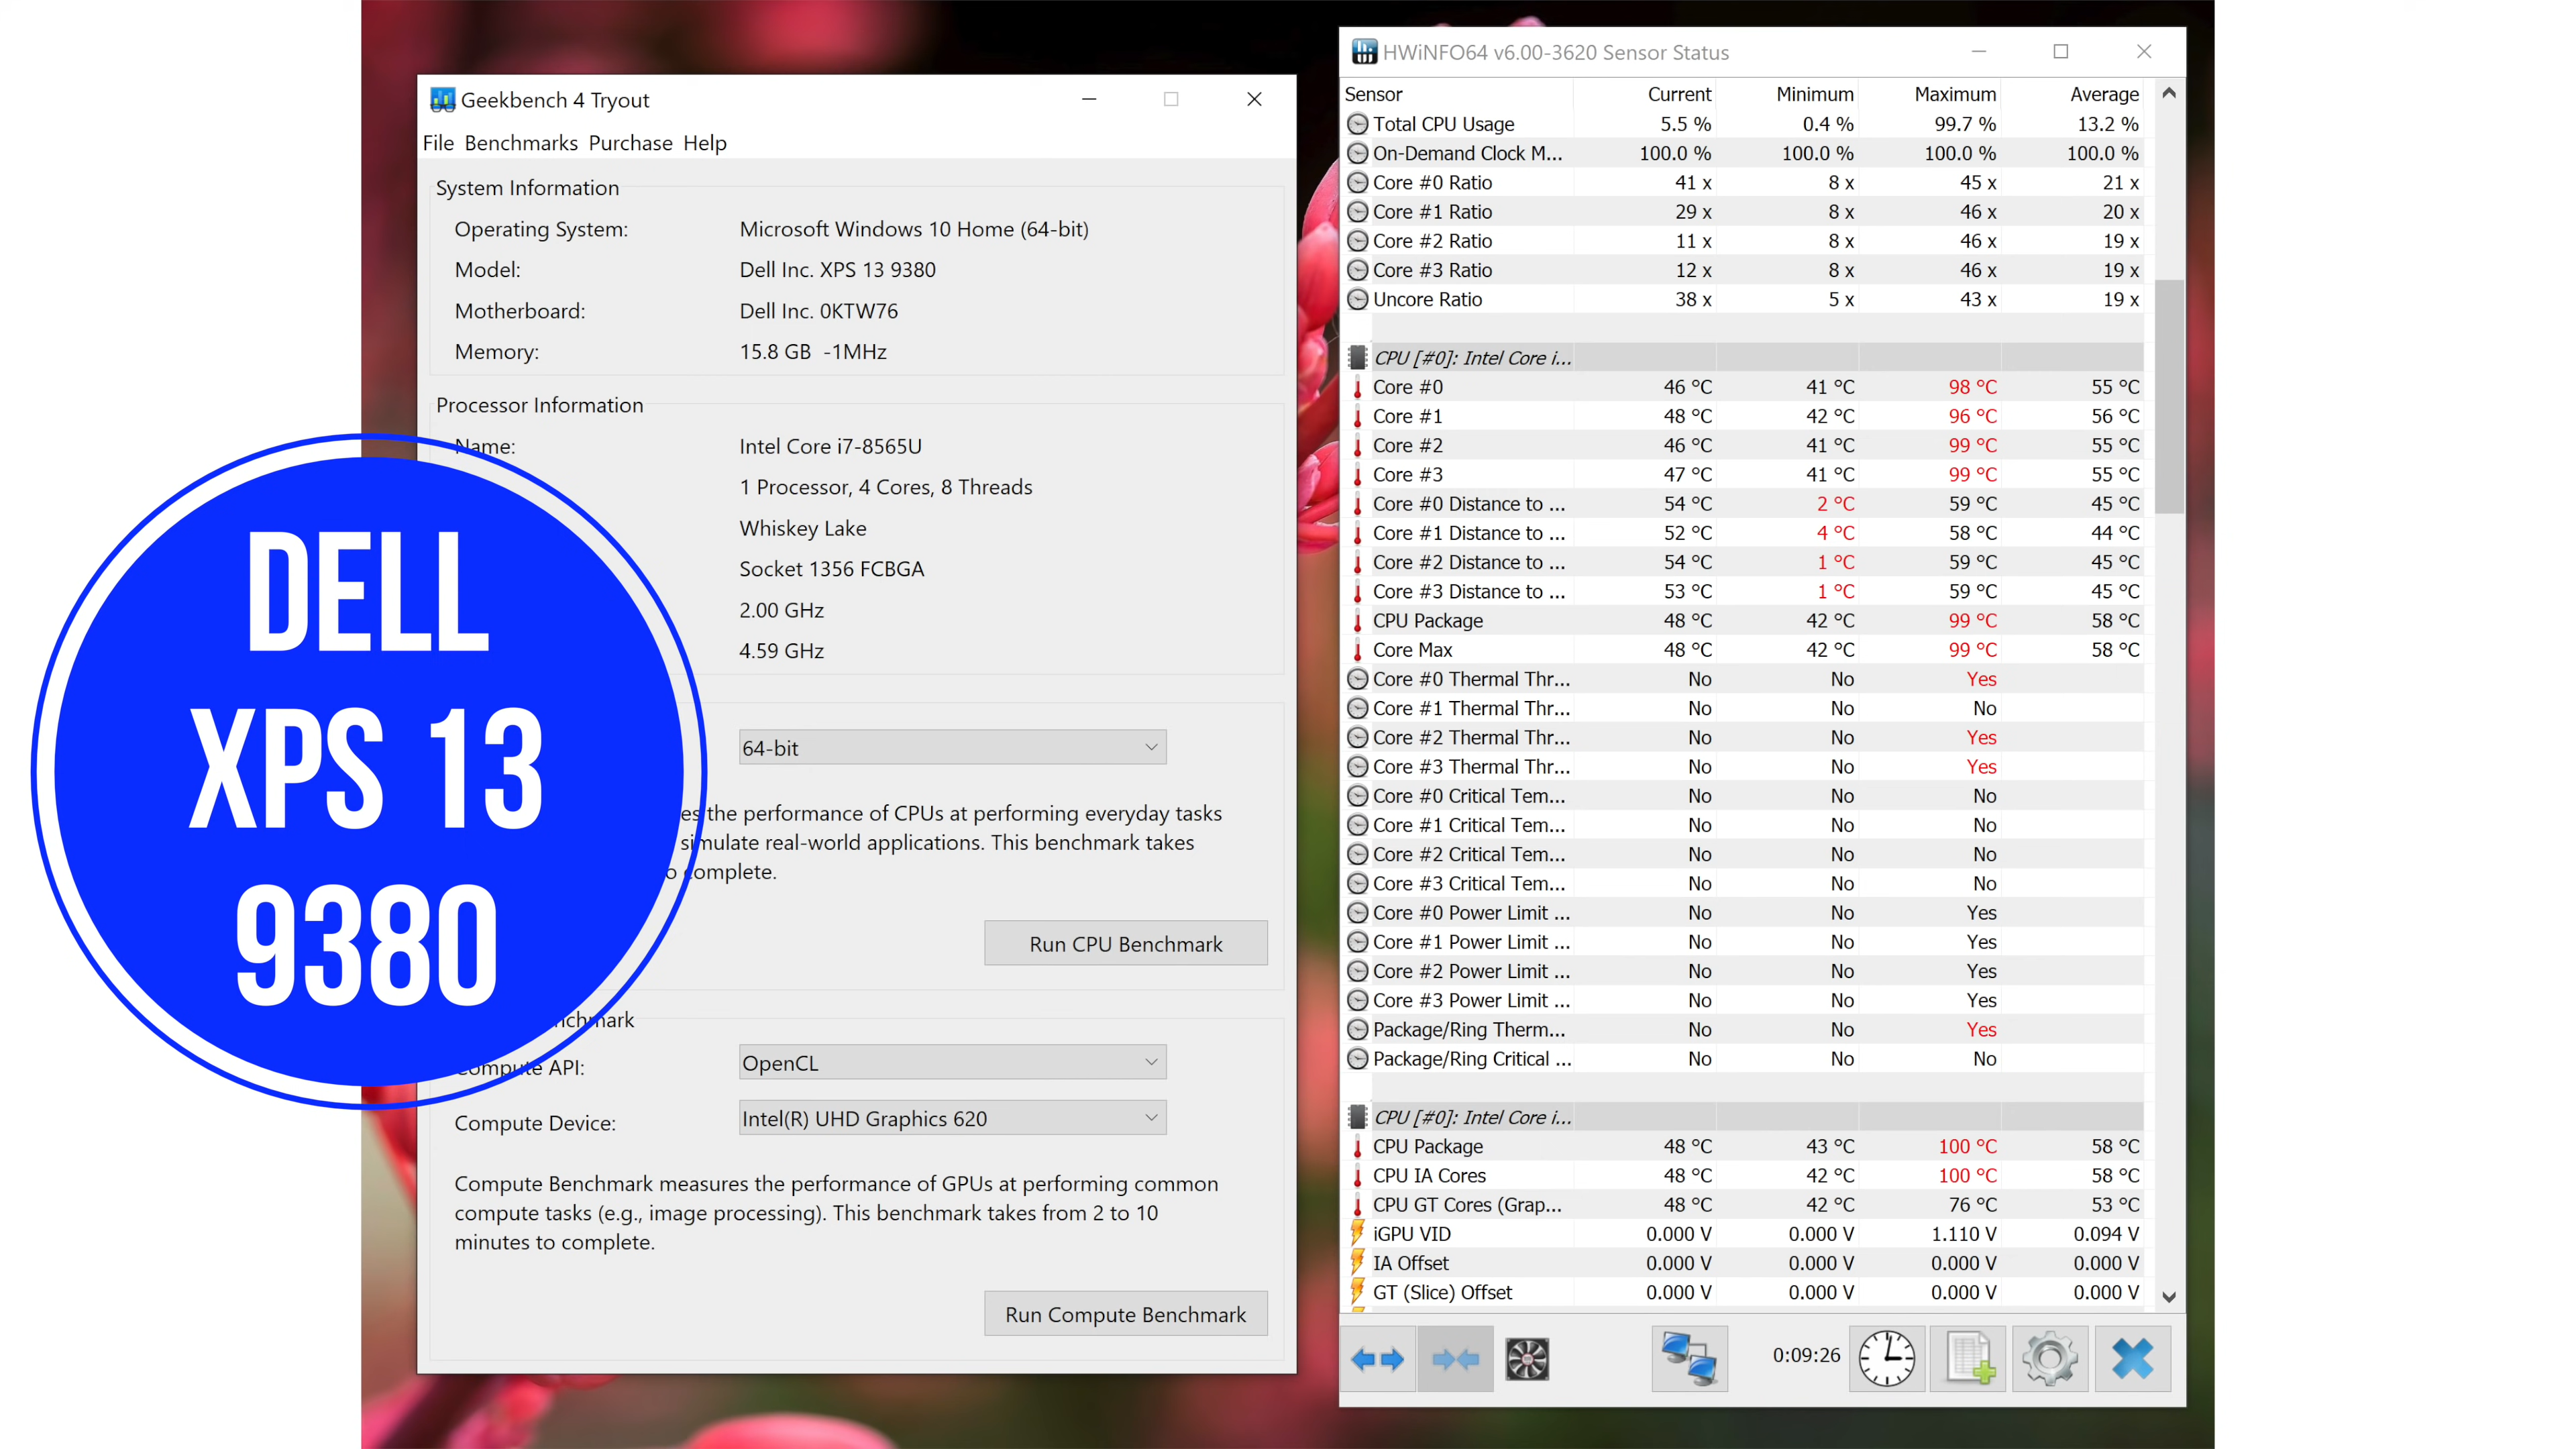 Geekbench 4 Tryout
File Benchmarks Purchase Help
System Information
Operating System: Microsoft Windows 10 Home (64-bit)
Model: Dell Inc. XPS 13 9380
Motherboard: Dell Inc. 0KTW76
Memory: 15.8 GB -1MHz
Processor Information
Name: Intel Core i7-8565U
1 Processor, 4 Cores, 8 Threads
Whiskey Lake
Socket 1356 FCBGA
2.00 GHz
4.59 GHz
64-bit
the performance of CPUs at performing everyday tasks
simulate real-world applications. This benchmark takes
complete.
Run CPU Benchmark
Compute API: OpenCL
Compute Device: Intel(R) UHD Graphics 620
Compute Benchmark measures the performance of GPUs at performing common
compute tasks (e.g., image processing). This benchmark takes from 2 to 10
minutes to complete.
Run Compute Benchmark
DELL
XPS 13
9380
HWiNFO64 v6.00-3620 Sensor Status
Sensor Current Minimum Maximum Average
Total CPU Usage 5.5 % 0.4 % 99.7 % 13.2 %
On-Demand Clock M... 100.0 % 100.0 % 100.0 % 100.0 %
Core #0 Ratio 41 x 8 x 45 x 21 x
Core #1 Ratio 29 x 8 x 46 x 20 x
Core #2 Ratio 11 x 8 x 46 x 19 x
Core #3 Ratio 12 x 8 x 46 x 19 x
Uncore Ratio 38 x 5 x 43 x 19 x
CPU [#0]: Intel Core i...
Core #0 46 °C 41 °C 98 °C 55 °C
Core #1 48 °C 42 °C 96 °C 56 °C
Core #2 46 °C 41 °C 99 °C 55 °C
Core #3 47 °C 41 °C 99 °C 55 °C
Core #0 Distance to ... 54 °C 2 °C 59 °C 45 °C
Core #1 Distance to ... 52 °C 4 °C 58 °C 44 °C
Core #2 Distance to ... 54 °C 1 °C 59 °C 45 °C
Core #3 Distance to ... 53 °C 1 °C 59 °C 45 °C
CPU Package 48 °C 42 °C 99 °C 58 °C
Core Max 48 °C 42 °C 99 °C 58 °C
Core #0 Thermal Thr... No No Yes
Core #1 Thermal Thr... No No No
Core #2 Thermal Thr... No No Yes
Core #3 Thermal Thr... No No Yes
Core #0 Critical Tem... No No No
Core #1 Critical Tem... No No No
Core #2 Critical Tem... No No No
Core #3 Critical Tem... No No No
Core #0 Power Limit ... No No Yes
Core #1 Power Limit ... No No Yes
Core #2 Power Limit ... No No Yes
Core #3 Power Limit ... No No Yes
Package/Ring Therm... No No Yes
Package/Ring Critical ... No No No
CPU [#0]: Intel Core i...
CPU Package 48 °C 43 °C 100 °C 58 °C
CPU IA Cores 48 °C 42 °C 100 °C 58 °C
CPU GT Cores (Grap... 48 °C 42 °C 76 °C 53 °C
iGPU VID 0.000 V 0.000 V 1.110 V 0.094 V
IA Offset 0.000 V 0.000 V 0.000 V 0.000 V
GT (Slice) Offset 0.000 V 0.000 V 0.000 V 0.000 V
0:09:26